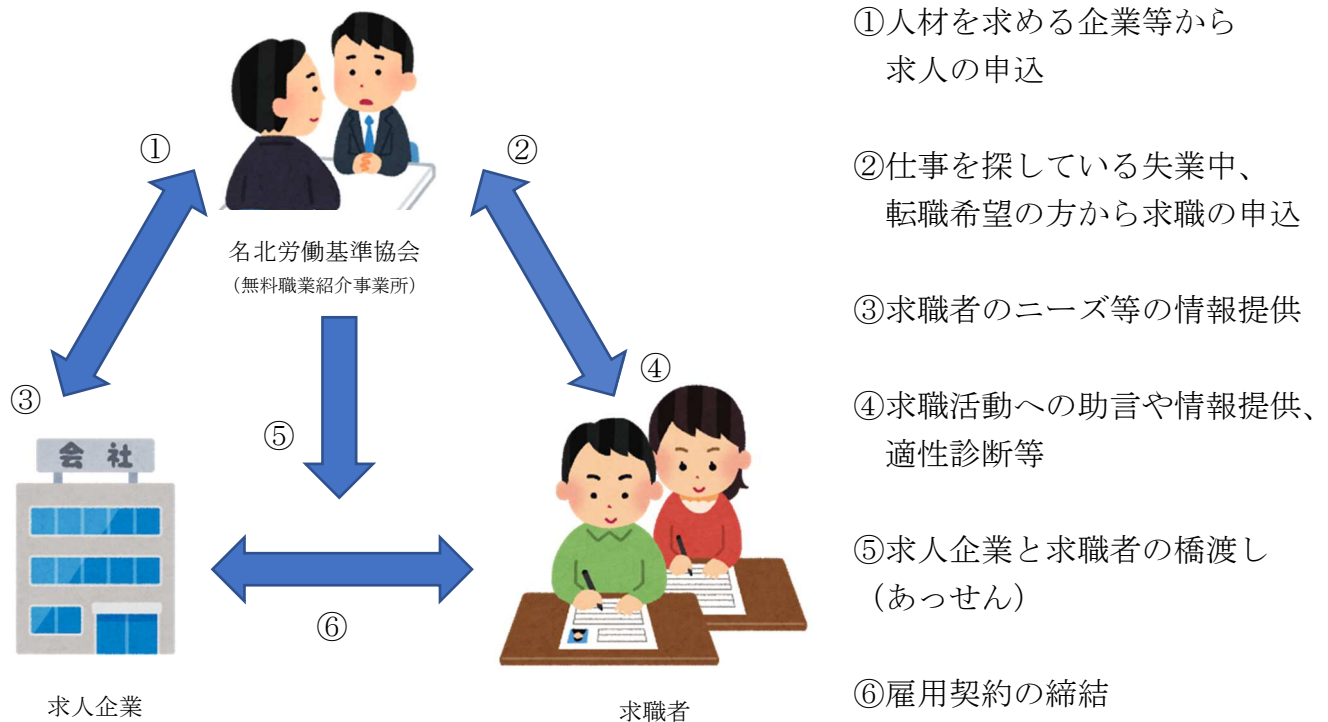 ①
②
名北労働基準協会
（無料職業紹介事業所）
③
④
⑤
会社
⑥
求人企業
求職者
①人材を求める企業等から
求人の申込
②仕事を探している失業中、
転職希望の方から求職の申込
③求職者のニーズ等の情報提供
④求職活動への助言や情報提供、
適性診断等
⑤求人企業と求職者の橋渡し
（あっせん）
⑥雇用契約の締結